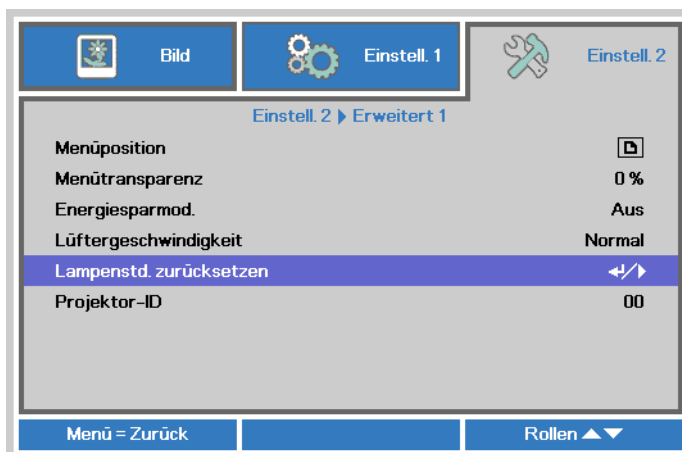 Bild
Einstell. 1
Einstell. 2
Einstell. 2 ▶ Erweitert 1
Menüposition
Menütransparenz 0 %
Energiesparmod. Aus
Lüftergeschwindigkeit Normal
Lampenstd. zurücksetzen ↵/▶
Projektor-ID 00
Menü = Zurück
Rollen ▲▼